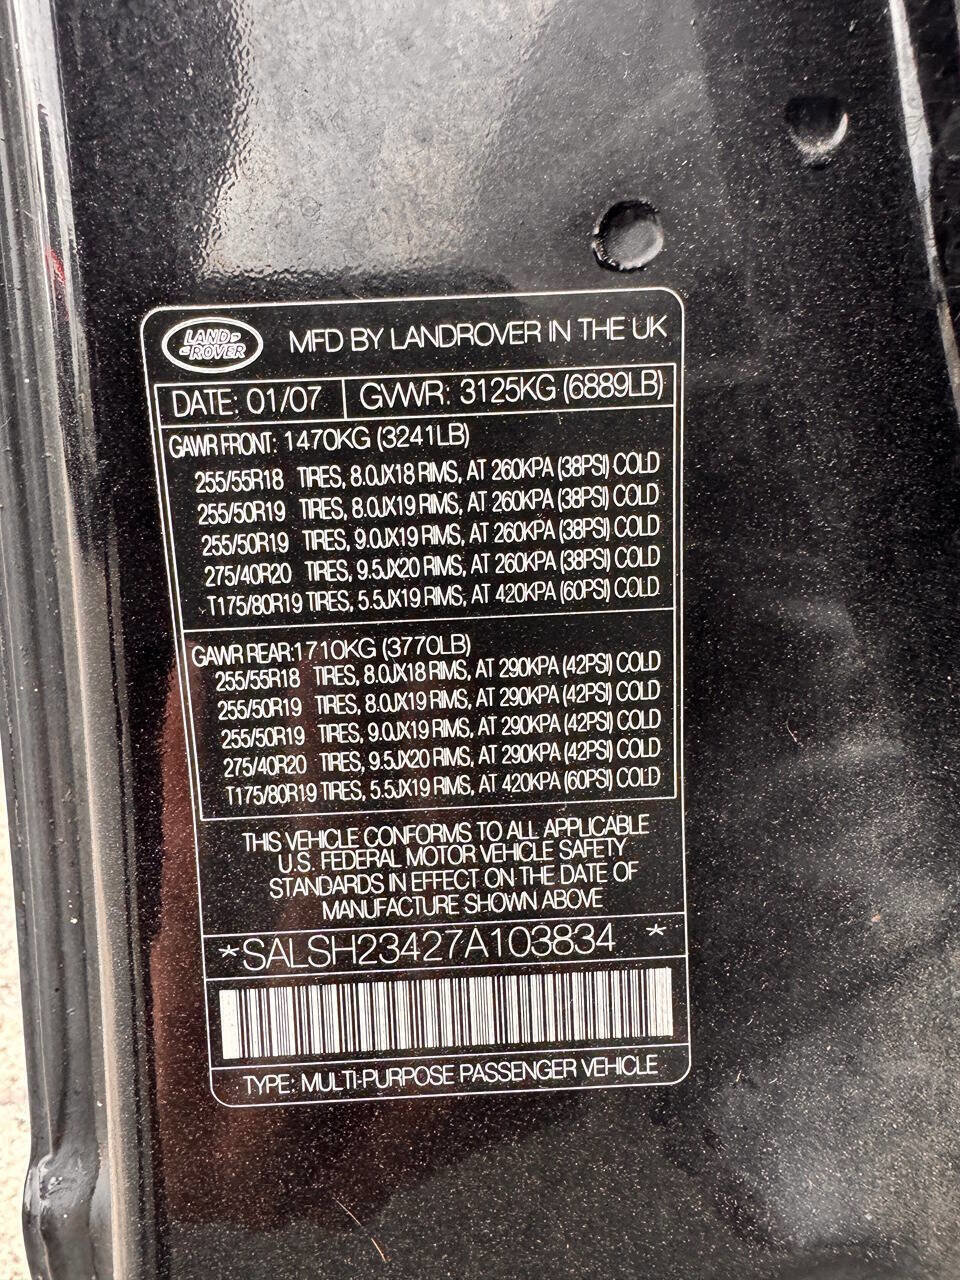 LAND ROVER
MFD BY LANDROVER IN THE UK
DATE: 01/07 GVWR: 3125KG (6889LB)
GAWR FRONT: 1470KG (3241LB)
255/55R18 TIRES, 8.0JX18 RIMS, AT 260KPA (38PSI) COLD
255/50R19 TIRES, 8.0JX19 RIMS, AT 260KPA (38PSI) COLD
255/50R19 TIRES, 9.0JX19 RIMS, AT 260KPA (38PSI) COLD
275/40R20 TIRES, 9.5JX20 RIMS, AT 260KPA (38PSI) COLD
T175/80R19 TIRES, 5.5JX19 RIMS, AT 420KPA (60PSI) COLD
GAWR REAR:1710KG (3770LB)
255/55R18 TIRES, 8.0JX18 RIMS, AT 290KPA (42PSI) COLD
255/50R19 TIRES, 8.0JX19 RIMS, AT 290KPA (42PSI) COLD
255/50R19 TIRES, 9.0JX19 RIMS, AT 290KPA (42PSI) COLD
275/40R20 TIRES, 9.5JX20 RIMS, AT 290KPA (42PSI) COLD
T175/80R19 TIRES, 5.5JX19 RIMS, AT 420KPA (60PSI) COLD
THIS VEHICLE CONFORMS TO ALL APPLICABLE
U.S. FEDERAL MOTOR VEHICLE SAFETY
STANDARDS IN EFFECT ON THE DATE OF
MANUFACTURE SHOWN ABOVE
*SALSH23427A103834 *
TYPE: MULTI-PURPOSE PASSENGER VEHICLE